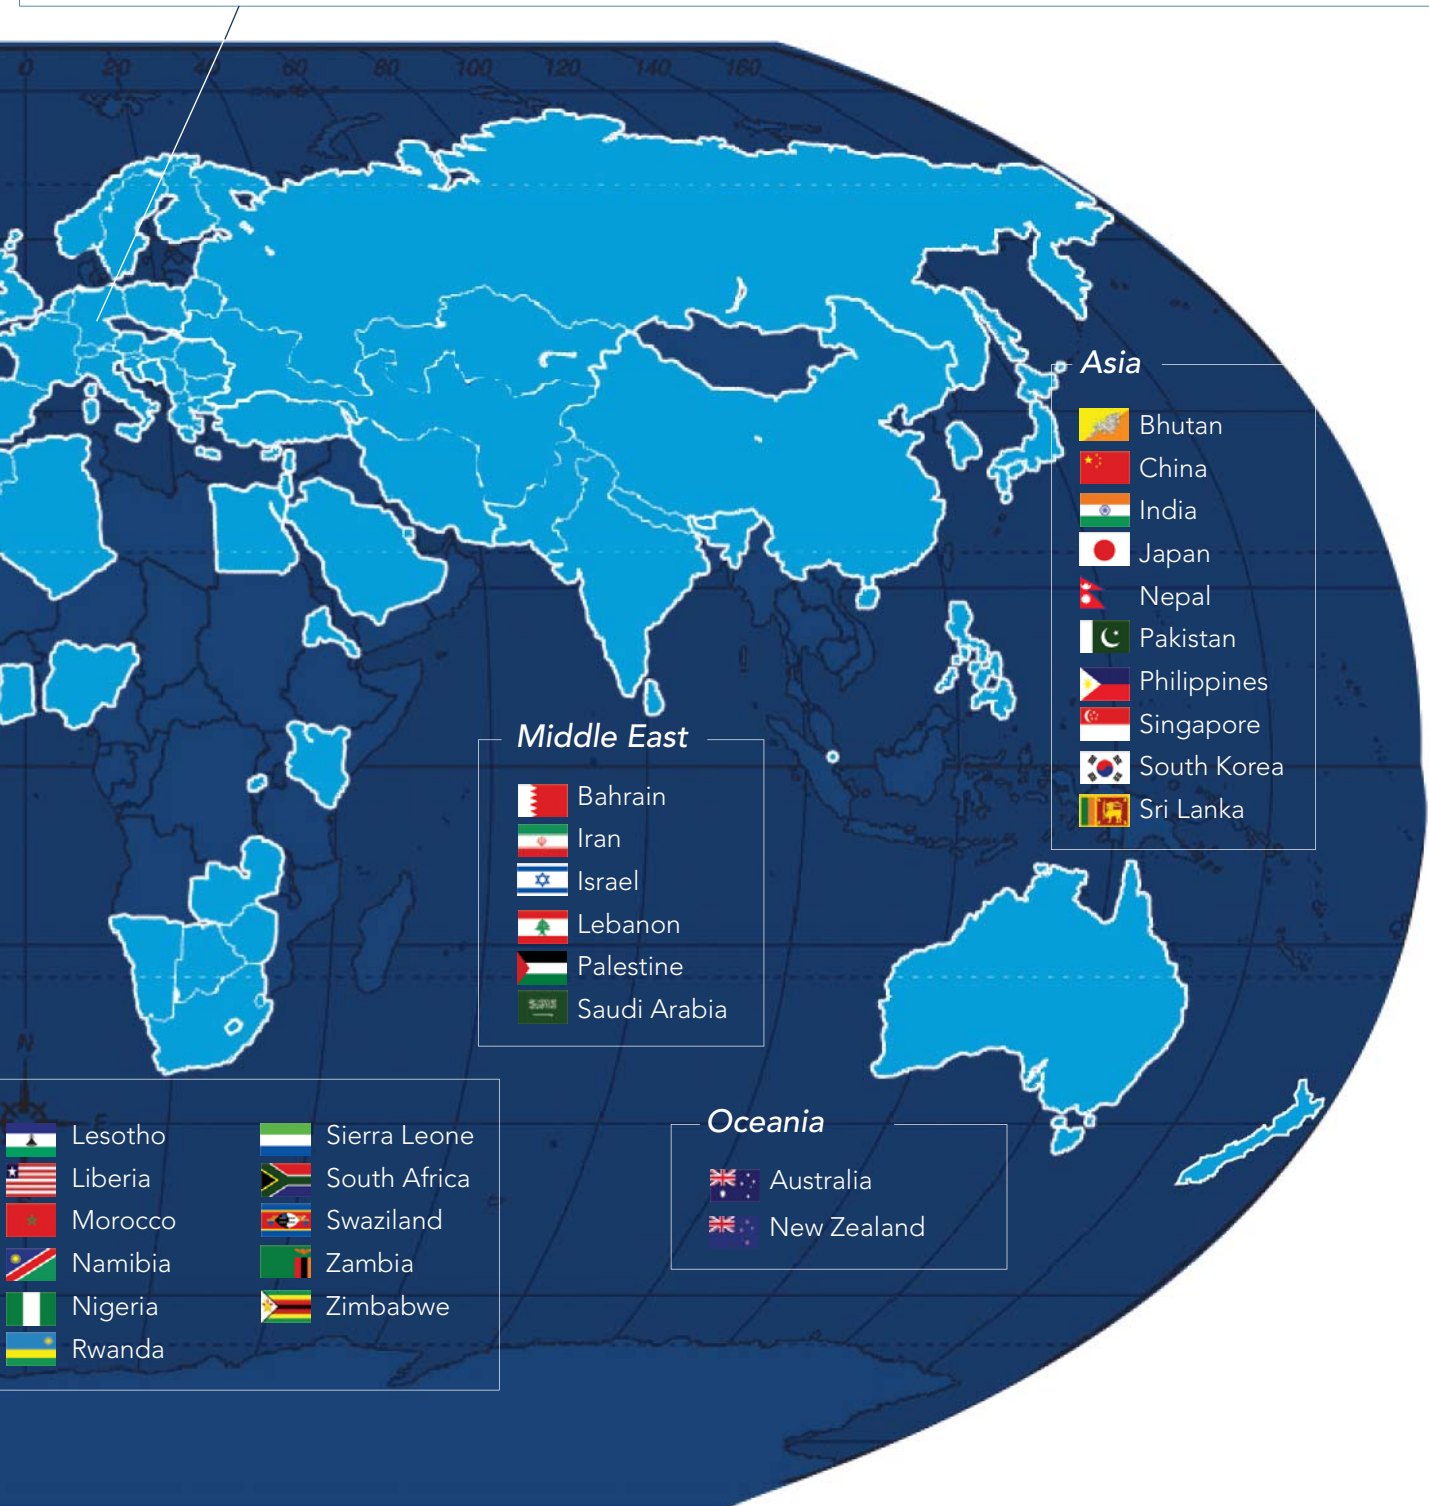 0 20 40 60 80 100 120 140 160
Asia
Bhutan
China
India
Japan
Nepal
Pakistan
Philippines
Singapore
South Korea
Sri Lanka
Middle East
Bahrain
Iran
Israel
Lebanon
Palestine
Saudi Arabia
N
E
Lesotho
Liberia
Morocco
Namibia
Nigeria
Rwanda
Sierra Leone
South Africa
Swaziland
Zambia
Zimbabwe
Oceania
Australia
New Zealand